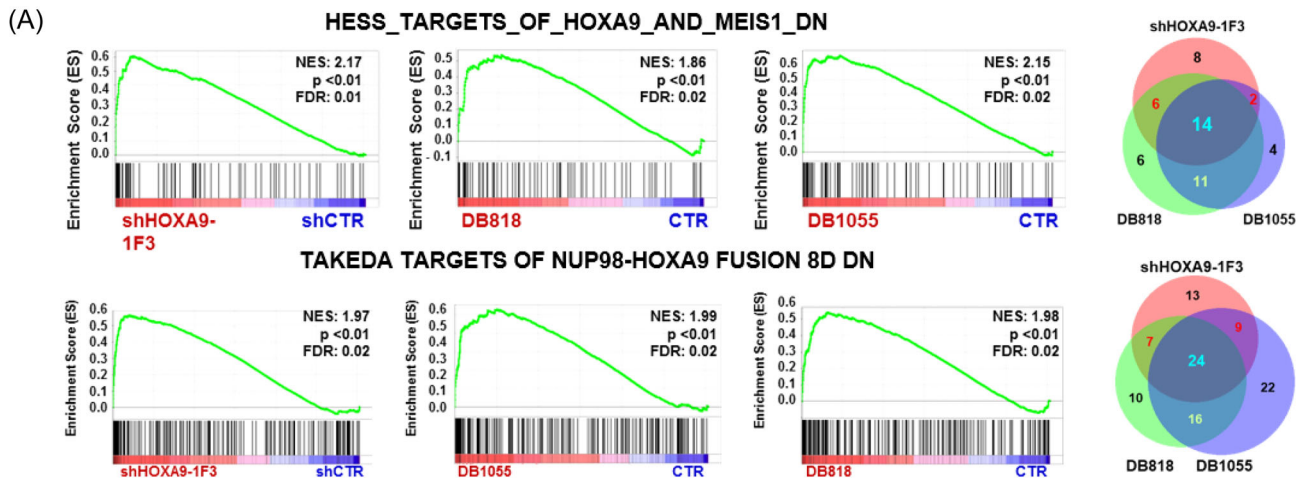 (A)
HESS_TARGETS_OF_HOXA9_AND_MEIS1_DN
Enrichment Score (ES)
0.6
0.5
0.4
0.3
0.2
0.1
0.0
NES: 2.17
p <0.01
FDR: 0.01
shHOXA9-
1F3
shCTR
Enrichment Score (ES)
0.5
0.4
0.3
0.2
0.1
0.0
- 0.1
NES: 1.86
p <0.01
FDR: 0.02
DB818
CTR
Enrichment Score (ES)
0.6
0.5
0.4
0.3
0.2
0.1
0.0
NES: 2.15
p <0.01
FDR: 0.02
DB1055
CTR
shHOXA9-1F3
8
6
2
14
6
4
11
DB818
DB1055
TAKEDA TARGETS OF NUP98-HOXA9 FUSION 8D DN
Enrichment Score (ES)
0.6
0.5
0.4
0.3
0.2
0.1
0.0
NES: 1.97
p <0.01
FDR: 0.02
shHOXA9-1F3
shCTR
Enrichment Score (ES)
0.6
0.5
0.4
0.3
0.2
0.1
0.0
NES: 1.99
p <0.01
FDR: 0.02
DB1055
CTR
Enrichment Score (ES)
0.6
0.5
0.4
0.3
0.2
0.1
0.0
NES: 1.98
p <0.01
FDR: 0.02
DB818
CTR
shHOXA9-1F3
13
7
9
24
10
22
16
DB818
DB1055